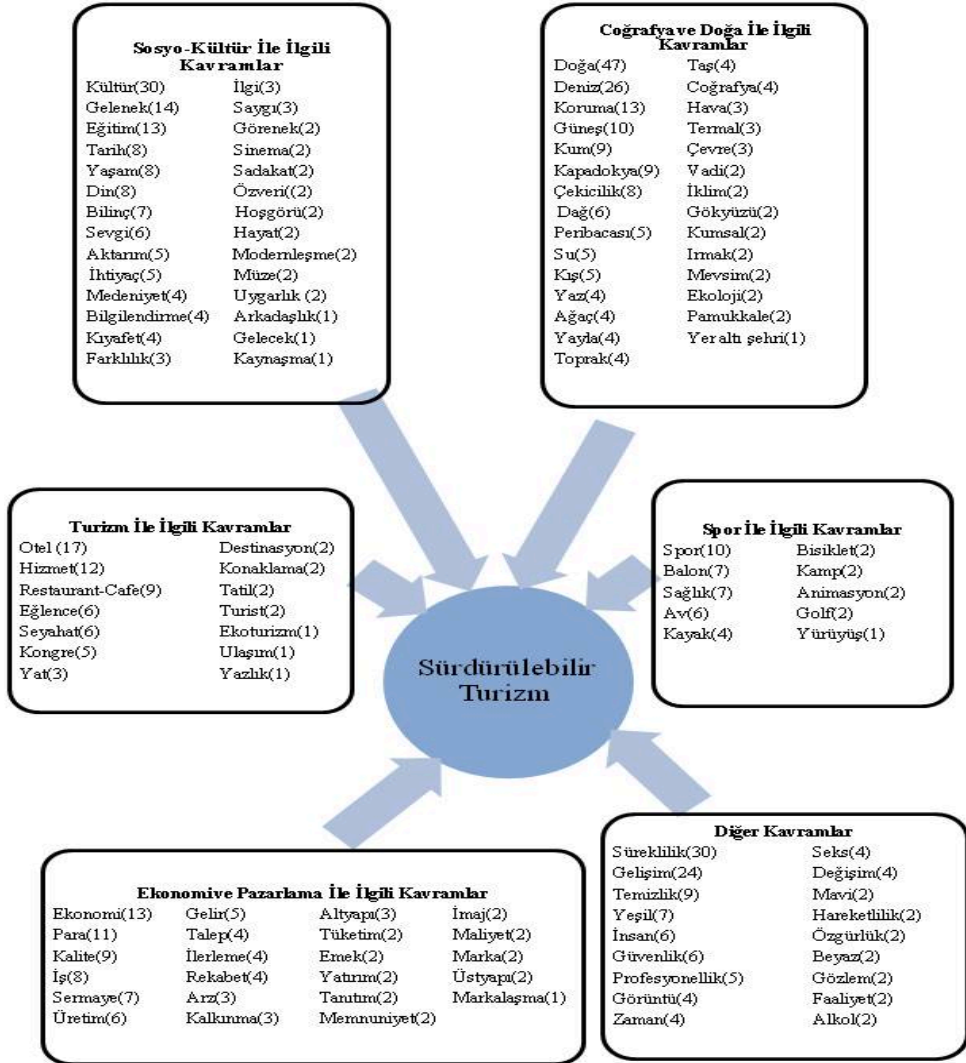 Sosyo-Kültür İle İlgili
Kavramlar
Kültür(30) İlgi(3)
Gelenek(14) Saygı(3)
Eğitim(13) Görenek(2)
Tarih(8) Sinema(2)
Yaşam(8) Sadakat(2)
Din(8) Özveri((2)
Bilinç(7) Hoşgörü(2)
Sevgi(6) Hayat(2)
Aktarım(5) Modernleşme(2)
İhtiyaç(5) Müze(2)
Medeniyet(4) Uygarlık (2)
Bilgilendirme(4) Arkadaşlık(1)
Kıyafet(4) Gelecek(1)
Farklılık(3) Kaynaşma(1)
Coğrafya ve Doğa İle İlgili
Kavramlar
Doğa(47) Taş(4)
Deniz(26) Coğrafya(4)
Koruma(13) Hava(3)
Güneş(10) Termal(3)
Kum(9) Çevre(3)
Kapadokya(9) Vadi(2)
Çekicilik(8) İklim(2)
Dağ(6) Gökyüzü(2)
Peribacası(5) Kumsal(2)
Su(5) Irmak(2)
Kış(5) Mevsim(2)
Yaz(4) Ekoloji(2)
Ağaç(4) Pamukkale(2)
Yayla(4) Yer altı şehri(1)
Toprak(4)
Turizm İle İlgili Kavramlar
Otel (17) Destinasyon(2)
Hizmet(12) Konaklama(2)
Restaurant-Cafe(9) Tatil(2)
Eğlence(6) Turist(2)
Seyahat(6) Ekoturizm(1)
Kongre(5) Ulaşım(1)
Yat(3) Yazlık(1)
Spor İle İlgili Kavramlar
Spor(10) Bisiklet(2)
Balon(7) Kamp(2)
Sağlık(7) Animasyon(2)
Av(6) Golf(2)
Kayak(4) Yürüyüş(1)
Sürdürülebilir
Turizm
Ekonomi ve Pazarlama İle İlgili Kavramlar
Ekonomi(13) Gelir(5) Altyapı(3) İmaj(2)
Para(11) Talep(4) Tüketim(2) Maliyet(2)
Kalite(9) İlerleme(4) Emek(2) Marka(2)
İş(8) Rekabet(4) Yatırım(2) Üstyapı(2)
Sermaye(7) Arz(3) Tanıtım(2) Markalaşma(1)
Üretim(6) Kalkınma(3) Memnuniyet(2)
Diğer Kavramlar
Süreklilik(30) Seks(4)
Gelişim(24) Değişim(4)
Temizlik(9) Mavi(2)
Yeşil(7) Hareketlilik(2)
İnsan(6) Özgürlük(2)
Güvenlik(6) Beyaz(2)
Profesyonellik(5) Gözlem(2)
Görüntü(4) Faaliyet(2)
Zaman(4) Alkol(2)